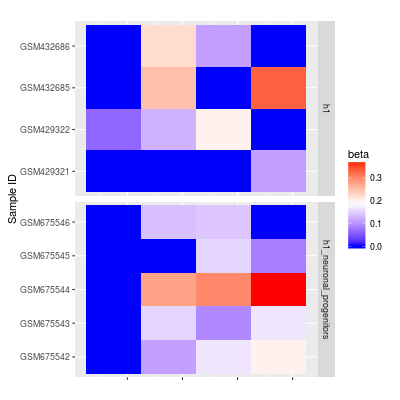 GSM432686
GSM432685
GSM429322
GSM429321
h1
GSM675546
GSM675545
GSM675544
GSM675543
GSM675542
h1_neuronal_progenitors
Sample ID
beta
0.3
0.2
0.1
0.0